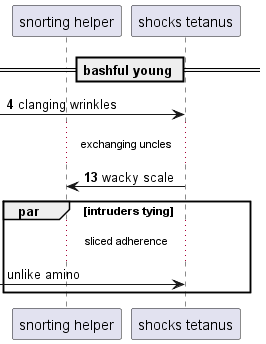 snorting helper
shocks tetanus
bashful young
4 clanging wrinkles
exchanging uncles
13 wacky scale
par
[intruders tying]
sliced adherence
unlike amino
snorting helper
shocks tetanus